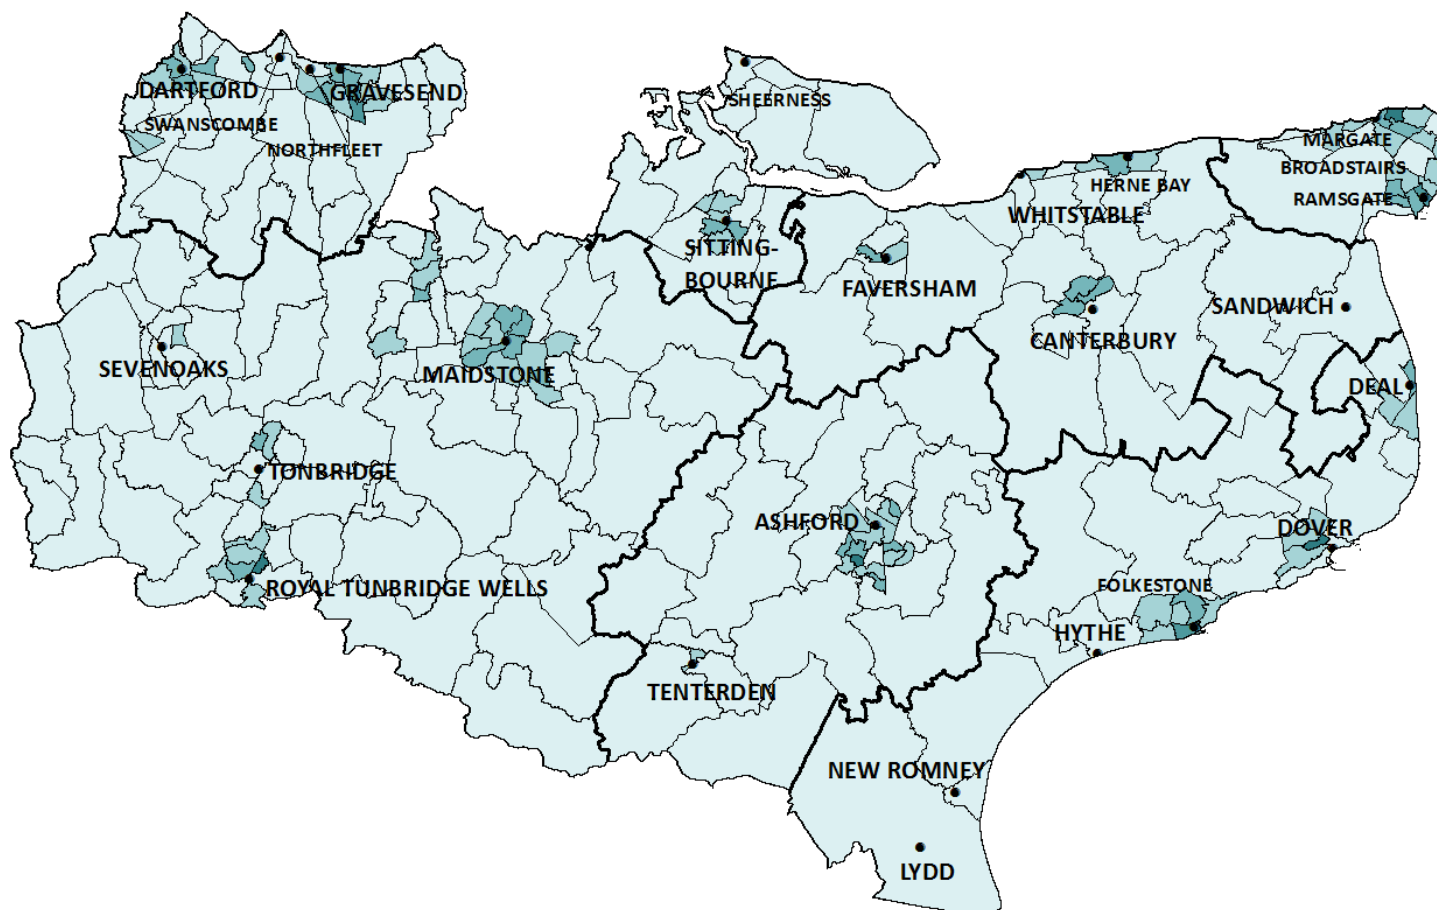 DARTFORD
GRAVESEND
SWANSCOMBE
NORTHFLEET
SHEERNESS
MARGATE
BROADSTAIRS
RAMSGATE
HERNE BAY
WHITSTABLE
SITTING-
BOURNE
FAVERSHAM
SANDWICH
CANTERBURY
SEVENOAKS
MAIDSTONE
DEAL
TONBRIDGE
ASHFORD
DOVER
ROYAL TUNBRIDGE WELLS
FOLKESTONE
HYTHE
TENTERDEN
NEW ROMNEY
LYDD